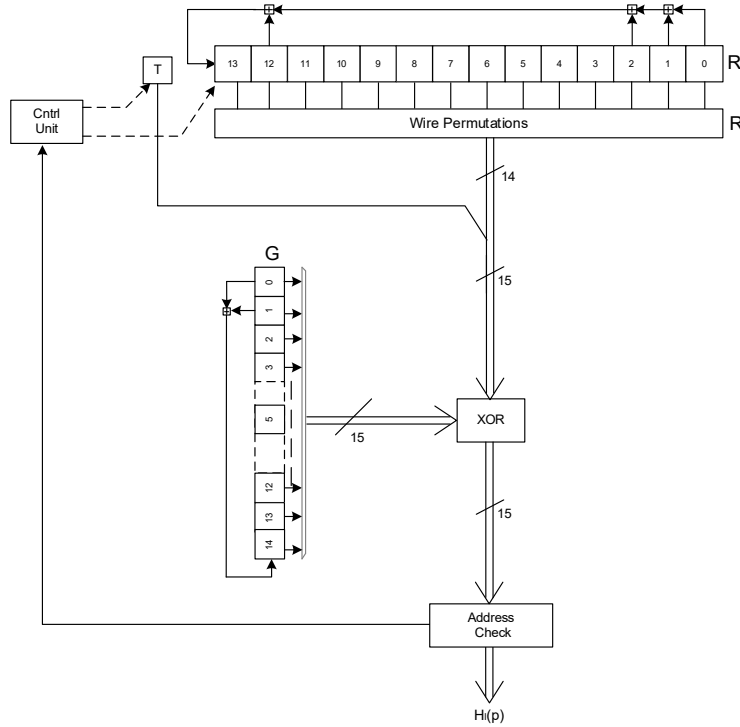 13 12 11 10 9 8 7 6 5 4 3 2 1 0 R
T
Cntrl
Unit
Wire Permutations R
14
15
G
0
1
2
3
5
12
13
14
15
XOR
15
Address
Check
Hi(p)